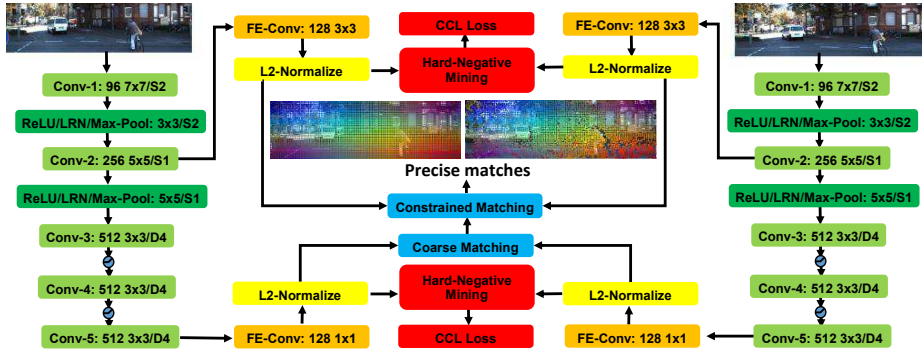 FE-Conv: 128 3x3
CCL Loss
FE-Conv: 128 3x3
L2-Normalize
Hard-Negative
Mining
L2-Normalize
Conv-1: 96 7x7/S2
ReLU/LRN/Max-Pool: 3x3/S2
Conv-2: 256 5x5/S1
ReLU/LRN/Max-Pool: 5x5/S1
Conv-3: 512 3x3/D4
Conv-4: 512 3x3/D4
Conv-5: 512 3x3/D4
Precise matches
Constrained Matching
Coarse Matching
L2-Normalize
Hard-Negative
Mining
L2-Normalize
FE-Conv: 128 1x1
CCL Loss
FE-Conv: 128 1x1
Conv-1: 96 7x7/S2
ReLU/LRN/Max-Pool: 3x3/S2
Conv-2: 256 5x5/S1
ReLU/LRN/Max-Pool: 5x5/S1
Conv-3: 512 3x3/D4
Conv-4: 512 3x3/D4
Conv-5: 512 3x3/D4